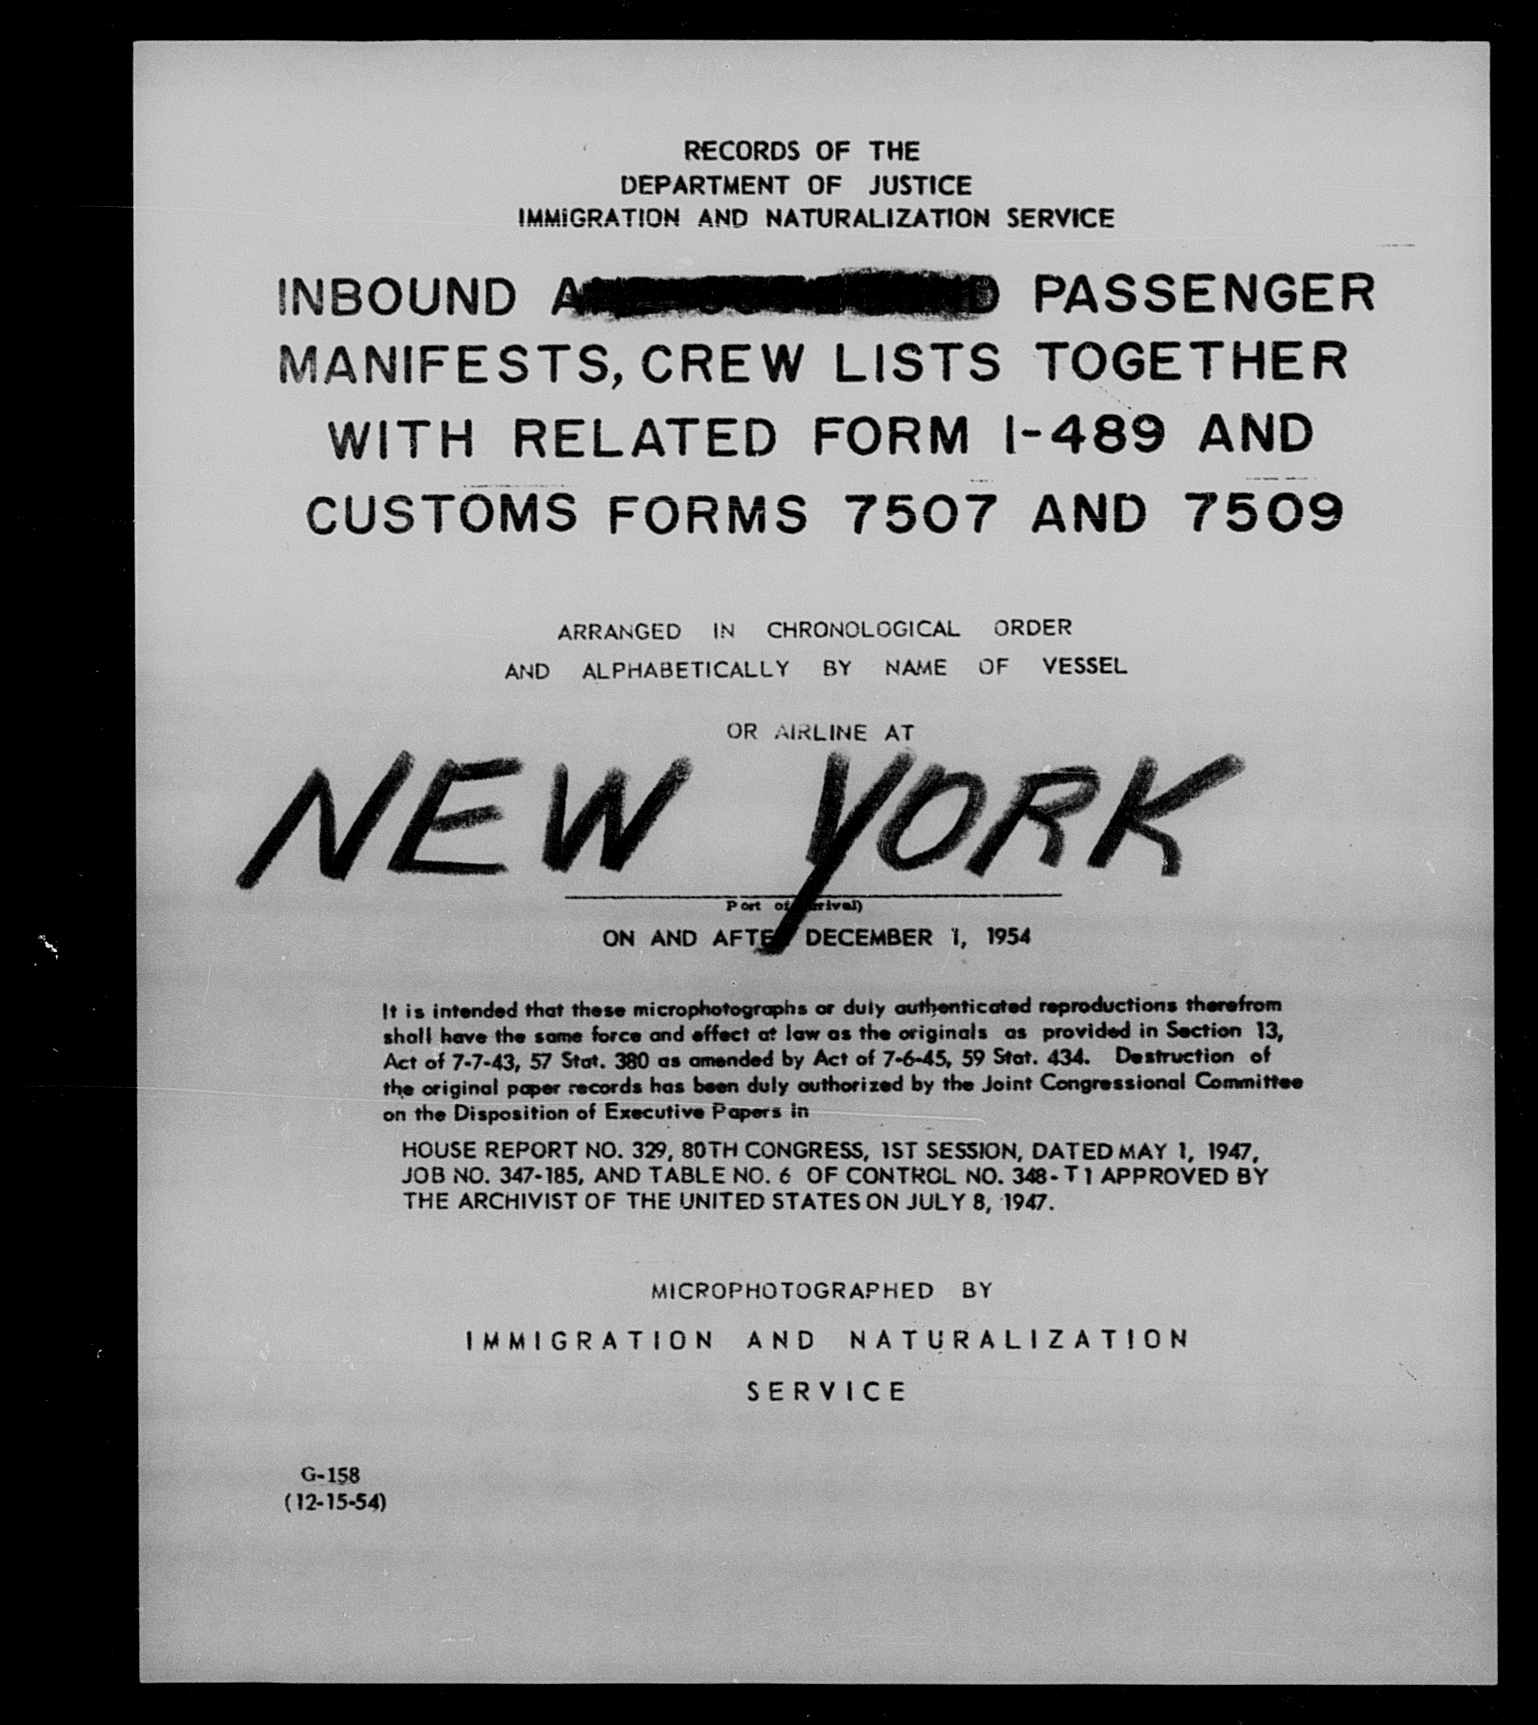 RECORDS OF THE
DEPARTMENT OF JUSTICE
IMMIGRATION AND NATURALIZATION SERVICE
INBOUND PASSENGER
MANIFESTS, CREW LISTS TOGETHER
WITH RELATED FORM I-489 AND
CUSTOMS FORMS 7507 AND 7509
ARRANGED IN CHRONOLOGICAL ORDER
AND ALPHABETICALLY BY NAME OF VESSEL
OR AIRLINE AT
NEW YORK
Port of
ON AND AFTER DECEMBER 1, 1954
It is intended that these microphotographs or duly authenticated reproductions therefrom
shall have the same force and effect at law as the originals as provided in Section 13,
Act of 7-7-43, 57 Stat. 380 as amended by Act of 7-6-45, 59 Stat. 434. Destruction of
the original paper records has been duly authorized by the Joint Congressional Committee
on the Disposition of Executive Papers in
HOUSE REPORT NO. 329, 80TH CONGRESS, 1ST SESSION, DATED MAY 1, 1947,
JOB NO. 347-185, AND TABLE NO. 6 OF CONTROL NO. 348-T1 APPROVED BY
THE ARCHIVIST OF THE UNITED STATES ON JULY 8, 1947.
MICROPHOTOGRAPHED BY
IMMIGRATION AND NATURALIZATION
SERVICE
G-158
(12-15-54)